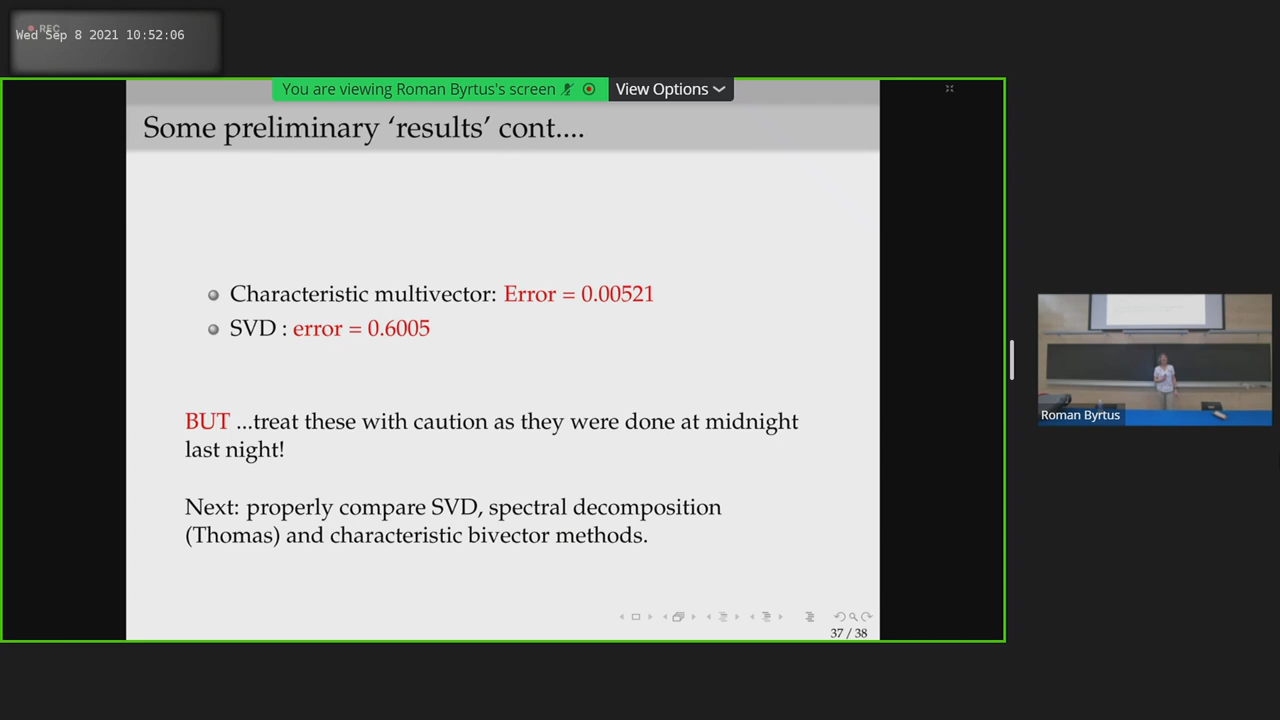 REC
Wed Sep 8 2021 10:52:06
You are viewing Roman Byrtus's screen
View Options
Some preliminary ‘results’ cont....
Characteristic multivector: Error = 0.00521
SVD : error = 0.6005
BUT ...treat these with caution as they were done at midnight
last night!
Next: properly compare SVD, spectral decomposition
(Thomas) and characteristic bivector methods.
37 / 38
Roman Byrtus